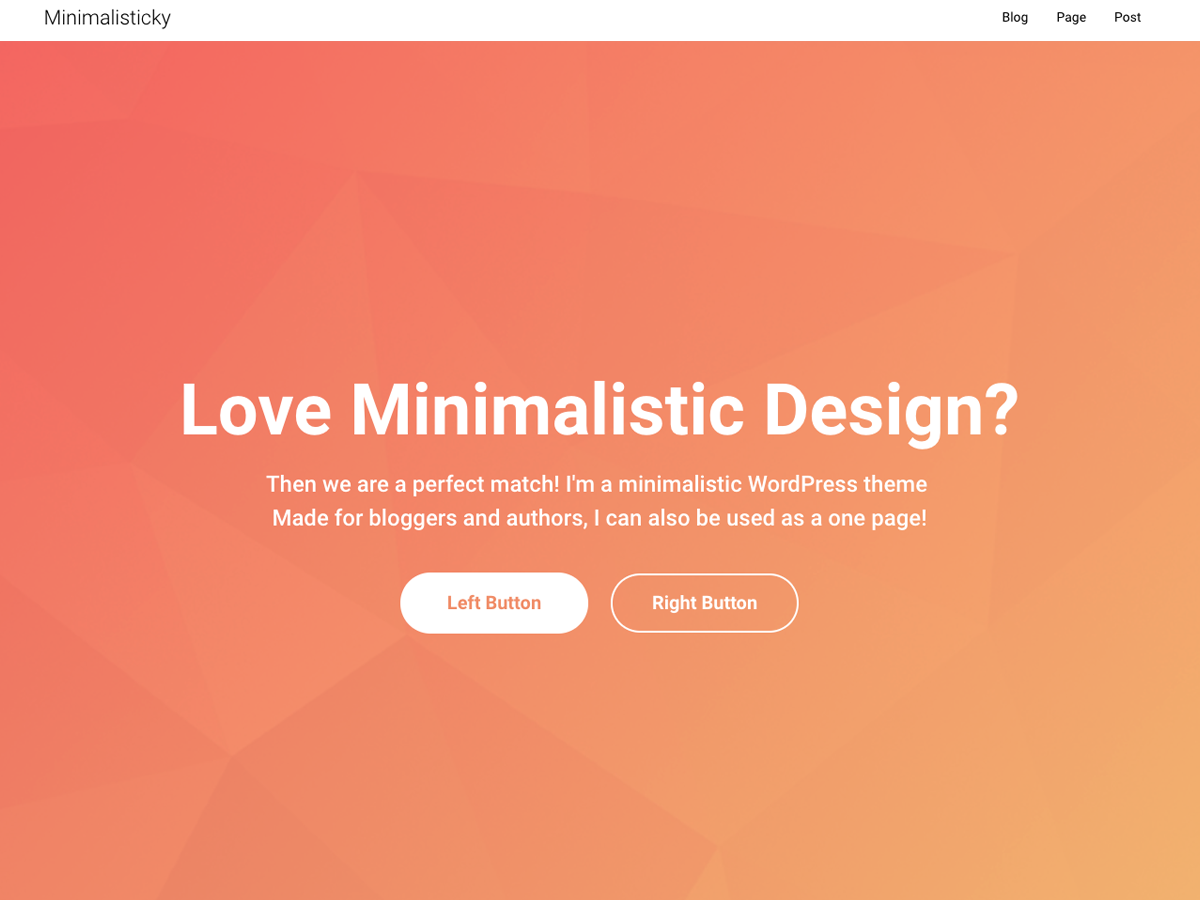 Minimalisticky
Blog Page Post
Love Minimalistic Design?
Then we are a perfect match! I'm a minimalistic WordPress theme
Made for bloggers and authors, I can also be used as a one page!
Left Button
Right Button